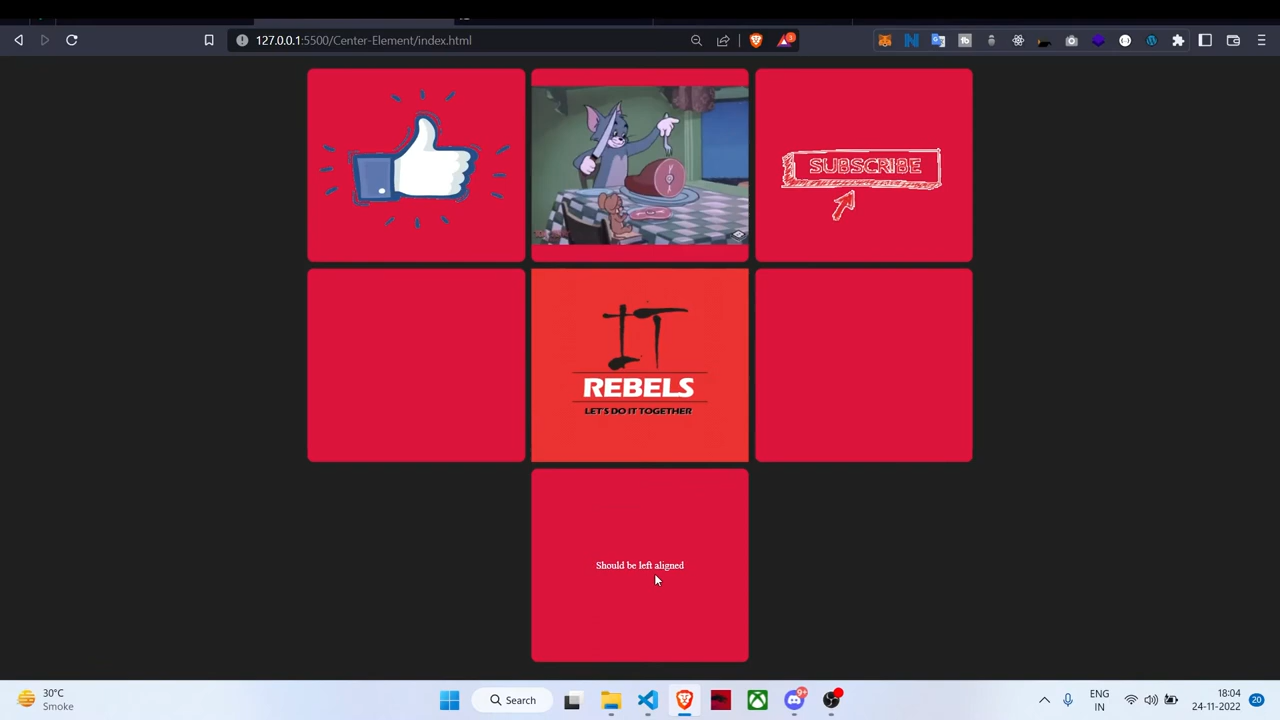 127.0.0.1:5500/Center-Element/index.html
SUBSCRIBE
IT
REBELS
LET'S DO IT TOGETHER
Should be left aligned
30°C
Smoke
Search
9+
ENG
IN
18:04
24-11-2022
20